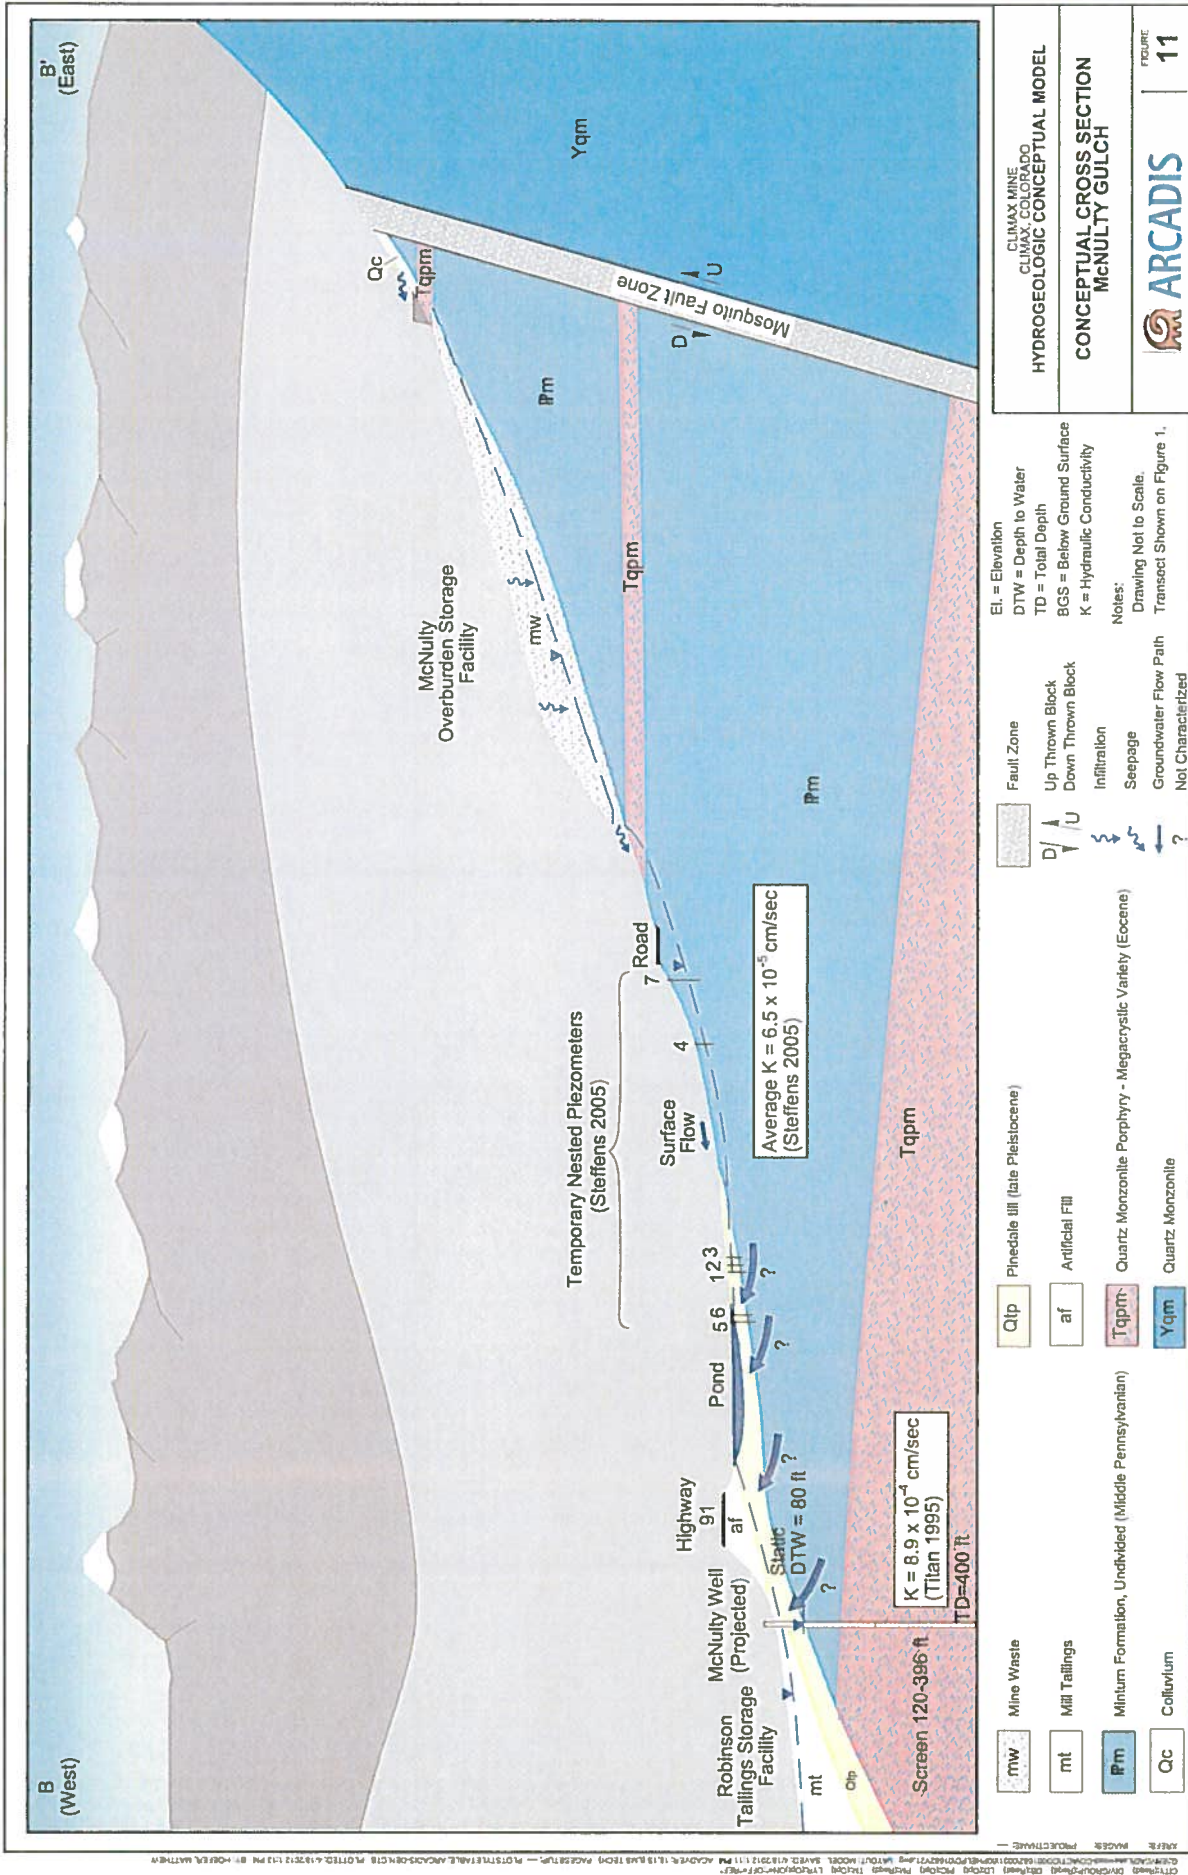 B
(West)
B'
(East)
McNulty
Overburden Storage
Facility
Qc
Tqpm
mw
Pm
Tqpm
Mosquito Fault Zone
D
U
Yqm
Temporary Nested Piezometers
(Steffens 2005)
Road
7
4
Surface
Flow
1 2 3
5 6
Pond
Highway
91
af
McNulty Well
(Projected)
Robinson
Tailings Storage
Facility
mt
Qtp
Static
DTW = 80 ft
?
?
?
?
Average K = 6.5 x 10⁻⁵ cm/sec
(Steffens 2005)
Pm
Tqpm
K = 8.9 x 10⁻⁴ cm/sec
(Titan 1995)
TD=400 ft
Screen 120-396 ft
mw Mine Waste
mt Mill Tailings
Pm Minturn Formation, Undivided (Middle Pennsylvanian)
Qc Colluvium
Qtp Pinedale till (late Pleistocene)
af Artificial Fill
Tqpm Quartz Monzonite Porphyry - Megacrystic Variety (Eocene)
Yqm Quartz Monzonite
Fault Zone
D U Up Thrown Block
Down Thrown Block
Infiltration
Seepage
Groundwater Flow Path
? Not Characterized
El. = Elevation
DTW = Depth to Water
TD = Total Depth
BGS = Below Ground Surface
K = Hydraulic Conductivity
Notes:
Drawing Not to Scale.
Transect Shown on Figure 1.
CLIMAX MINE
CLIMAX, COLORADO
HYDROGEOLOGIC CONCEPTUAL MODEL
CONCEPTUAL CROSS SECTION
McNULTY GULCH
ARCADIS
FIGURE
11